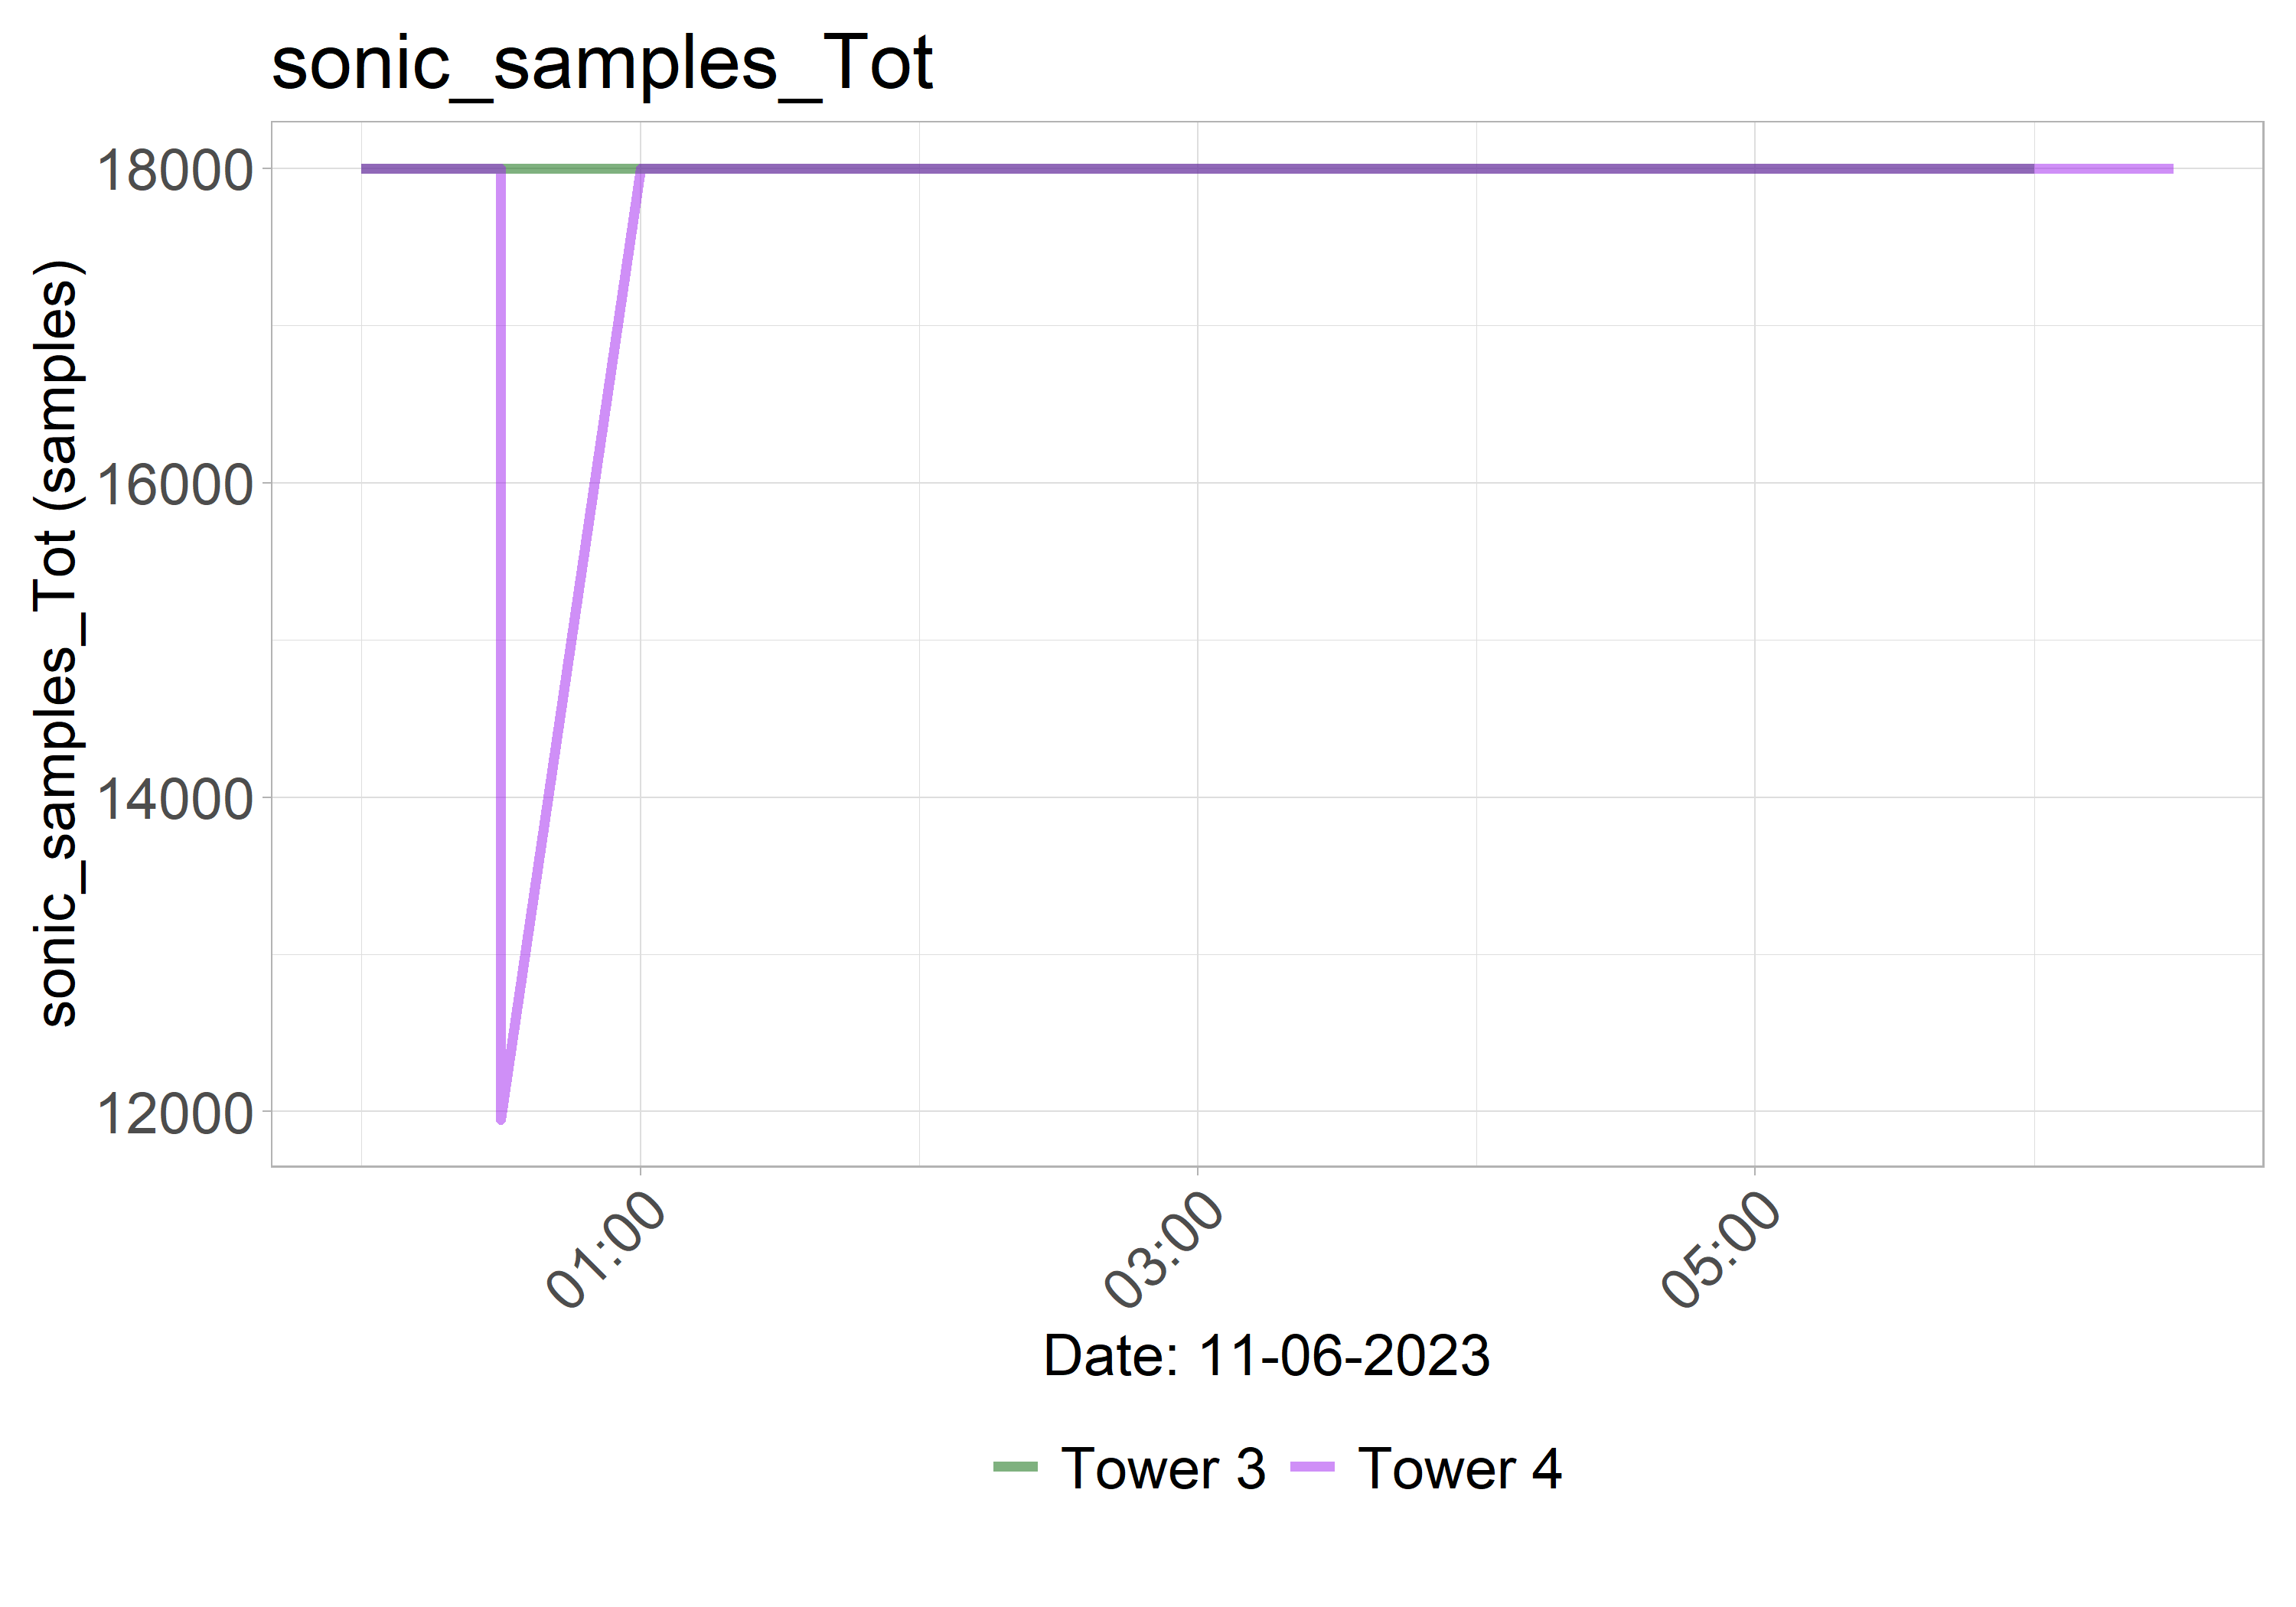 sonic_samples_Tot
sonic_samples_Tot (samples)
18000
16000
14000
12000
01:00
03:00
05:00
Date: 11-06-2023
Tower 3
Tower 4